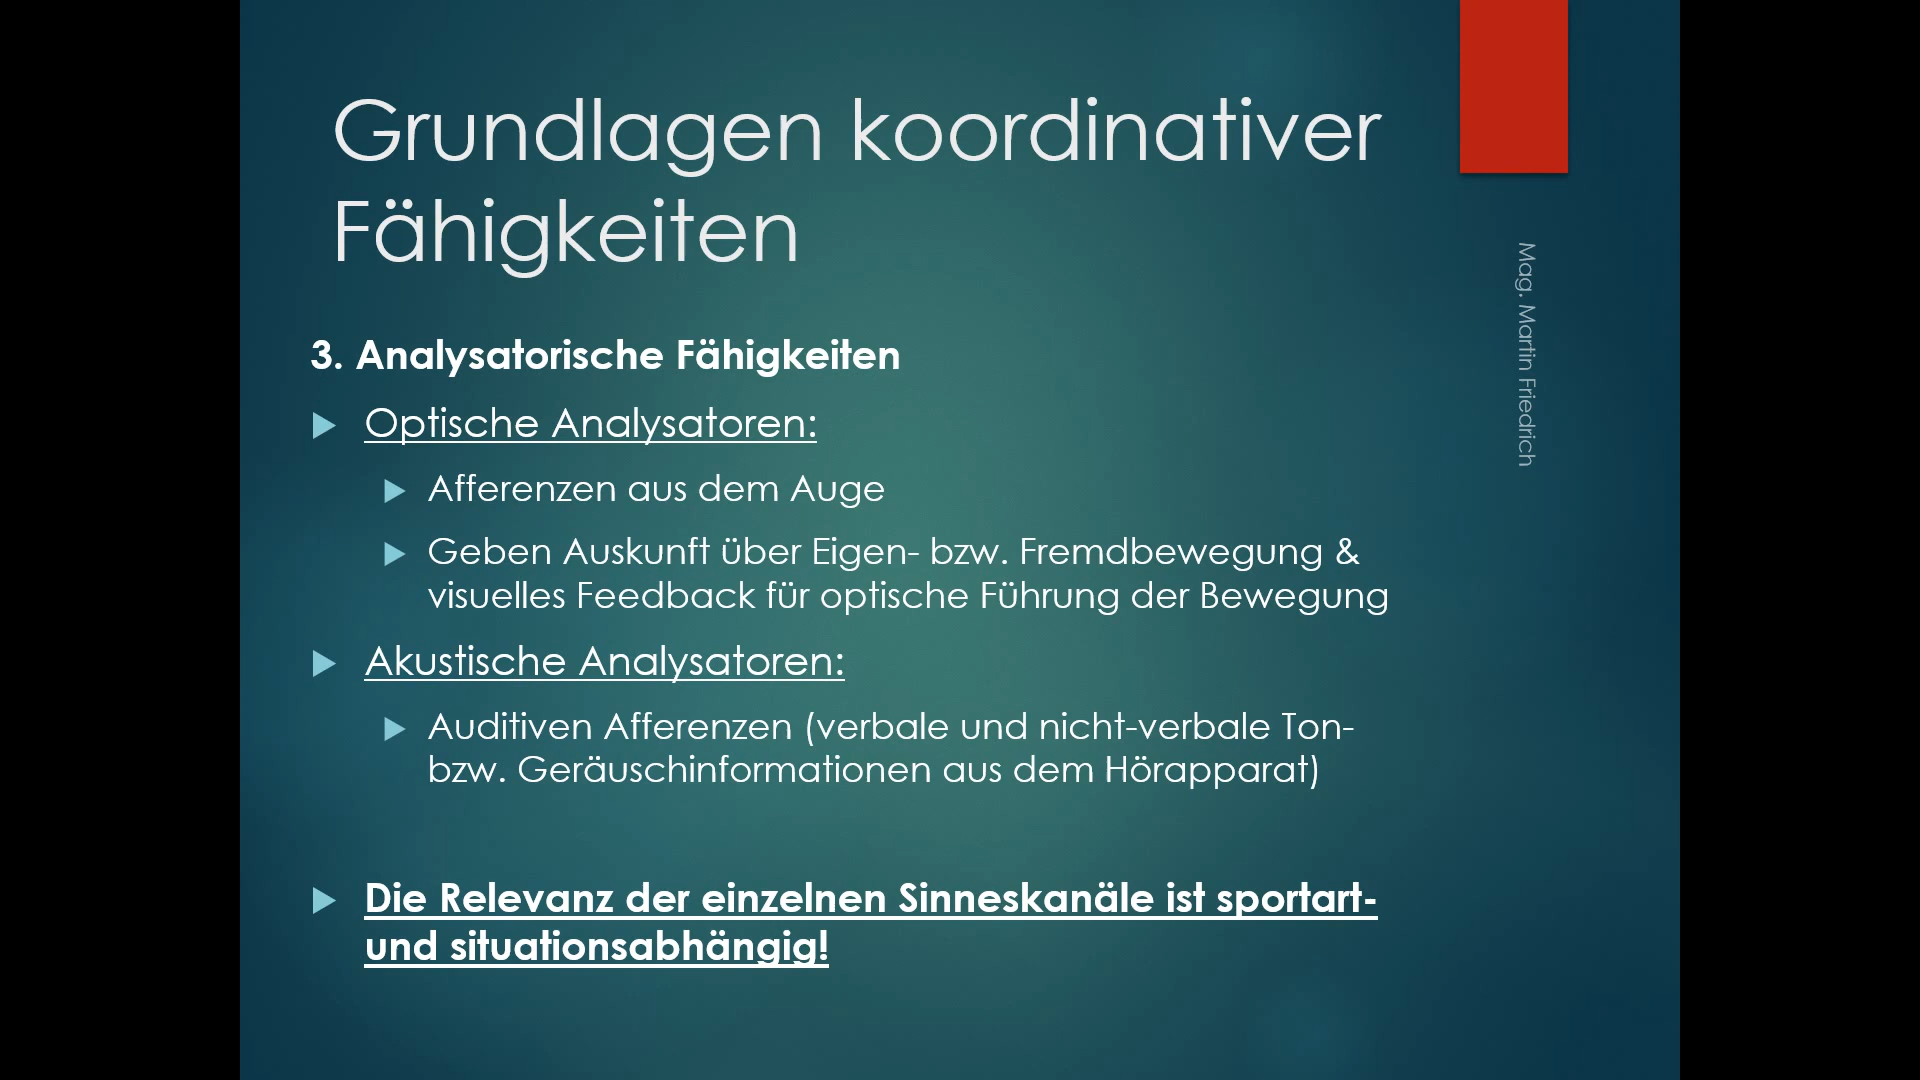 Grundlagen koordinativer
Fähigkeiten
3. Analysatorische Fähigkeiten
Optische Analysatoren:
Afferenzen aus dem Auge
Geben Auskunft über Eigen- bzw. Fremdbewegung &
visuelles Feedback für optische Führung der Bewegung
Akustische Analysatoren:
Auditiven Afferenzen (verbale und nicht-verbale Ton-
bzw. Geräuschinformationen aus dem Hörapparat)
Die Relevanz der einzelnen Sinneskanäle ist sportart-
und situationsabhängig!
Mag. Martin Friedrich